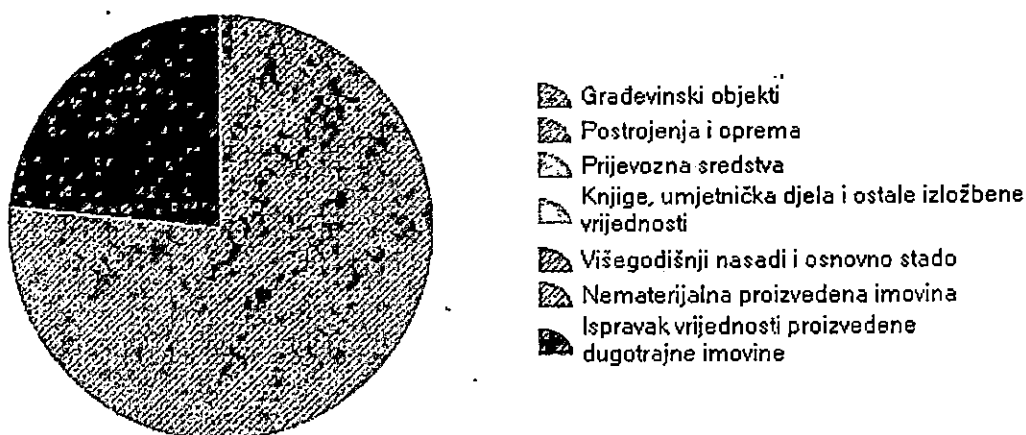 Građevinski objekti
Postrojenja i oprema
Prijevozna sredstva
Knjige, umjetnička djela i ostale izložbene
vrijednosti
Višegodišnji nasadi i osnovno stado
Nematerijalna proizvedena imovina
Ispravak vrijednosti proizvedene
dugotrajne imovine